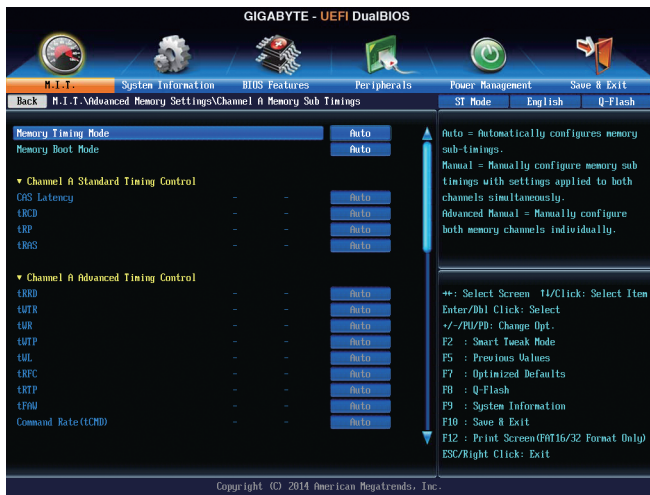 GIGABYTE - UEFI DualBIOS
M.I.T. System Information BIOS Features Peripherals Power Management Save & Exit
Back M.I.T.\Advanced Memory Settings\Channel A Memory Sub Timings ST Mode English Q-Flash
Memory Timing Mode Auto
Memory Boot Mode Auto
▼ Channel A Standard Timing Control
CAS Latency - - Auto
tRCD - - Auto
tRP - - Auto
tRAS - - Auto
▼ Channel A Advanced Timing Control
tRRD - - Auto
tWTR - - Auto
tWR - - Auto
tWTP - - Auto
tWL - - Auto
tRFC - - Auto
tRTP - - Auto
tFAW - - Auto
Command Rate(tCMD) - - Auto
Auto = Automatically configures memory
sub-timings.
Manual = Manually configure memory sub
timings with settings applied to both
channels simultaneously.
Advanced Manual = Manually configure
both memory channels individually.
→←: Select Screen ↑↓/Click: Select Item
Enter/Dbl Click: Select
+/-/PU/PD: Change Opt.
F2 : Smart Tweak Mode
F5 : Previous Values
F7 : Optimized Defaults
F8 : Q-Flash
F9 : System Information
F10 : Save & Exit
F12 : Print Screen(FAT16/32 Format Only)
ESC/Right Click: Exit
Copyright (C) 2014 American Megatrends, Inc.